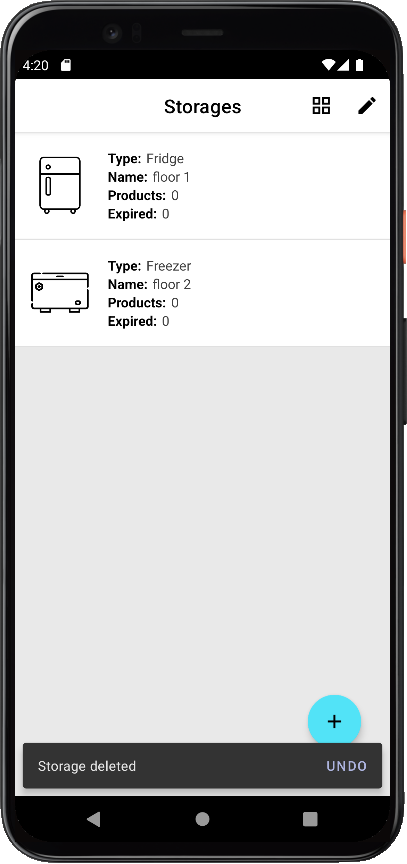 4:20
Storages
Type: Fridge
Name: floor 1
Products: 0
Expired: 0
Type: Freezer
Name: floor 2
Products: 0
Expired: 0
+
Storage deleted UNDO